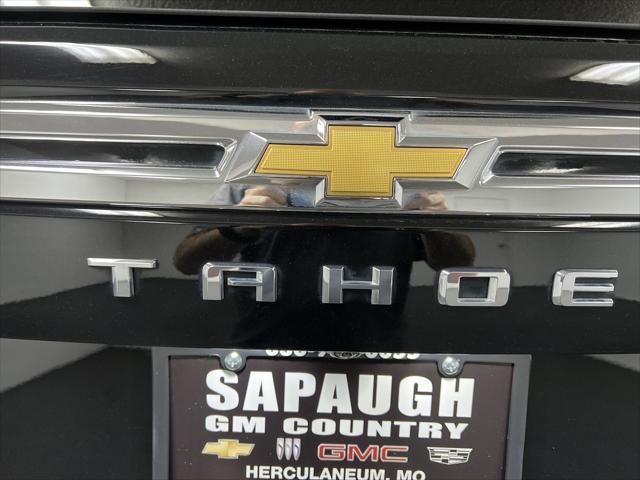 TAHOE
SAPAUGH
GM COUNTRY
GMC
HERCULANEUM, MO